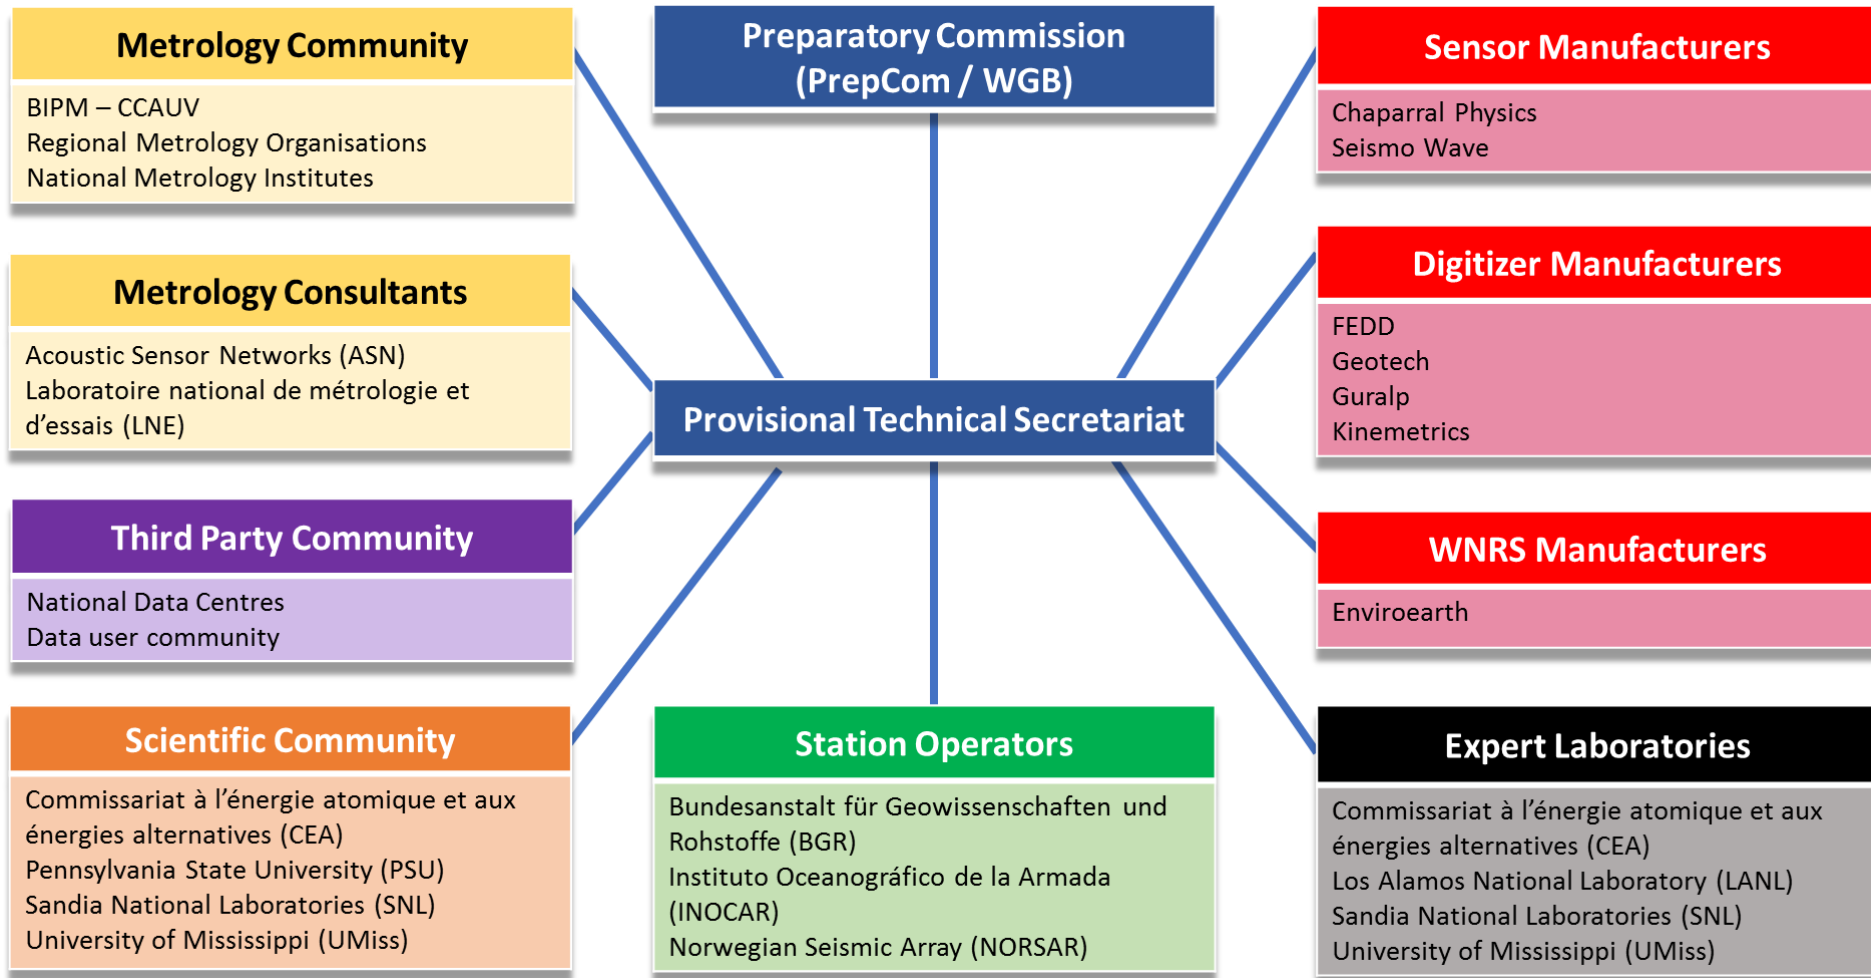 Metrology Community
BIPM – CCAUV
Regional Metrology Organisations
National Metrology Institutes
Preparatory Commission
(PrepCom / WGB)
Sensor Manufacturers
Chaparral Physics
Seismo Wave
Metrology Consultants
Acoustic Sensor Networks (ASN)
Laboratoire national de métrologie et
d’essais (LNE)
Provisional Technical Secretariat
Digitizer Manufacturers
FEDD
Geotech
Guralp
Kinemetrics
Third Party Community
National Data Centres
Data user community
WNRS Manufacturers
Enviroearth
Scientific Community
Commissariat à l’énergie atomique et aux
énergies alternatives (CEA)
Pennsylvania State University (PSU)
Sandia National Laboratories (SNL)
University of Mississippi (UMiss)
Station Operators
Bundesanstalt für Geowissenschaften und
Rohstoffe (BGR)
Instituto Oceanográfico de la Armada
(INOCAR)
Norwegian Seismic Array (NORSAR)
Expert Laboratories
Commissariat à l’énergie atomique et aux
énergies alternatives (CEA)
Los Alamos National Laboratory (LANL)
Sandia National Laboratories (SNL)
University of Mississippi (UMiss)